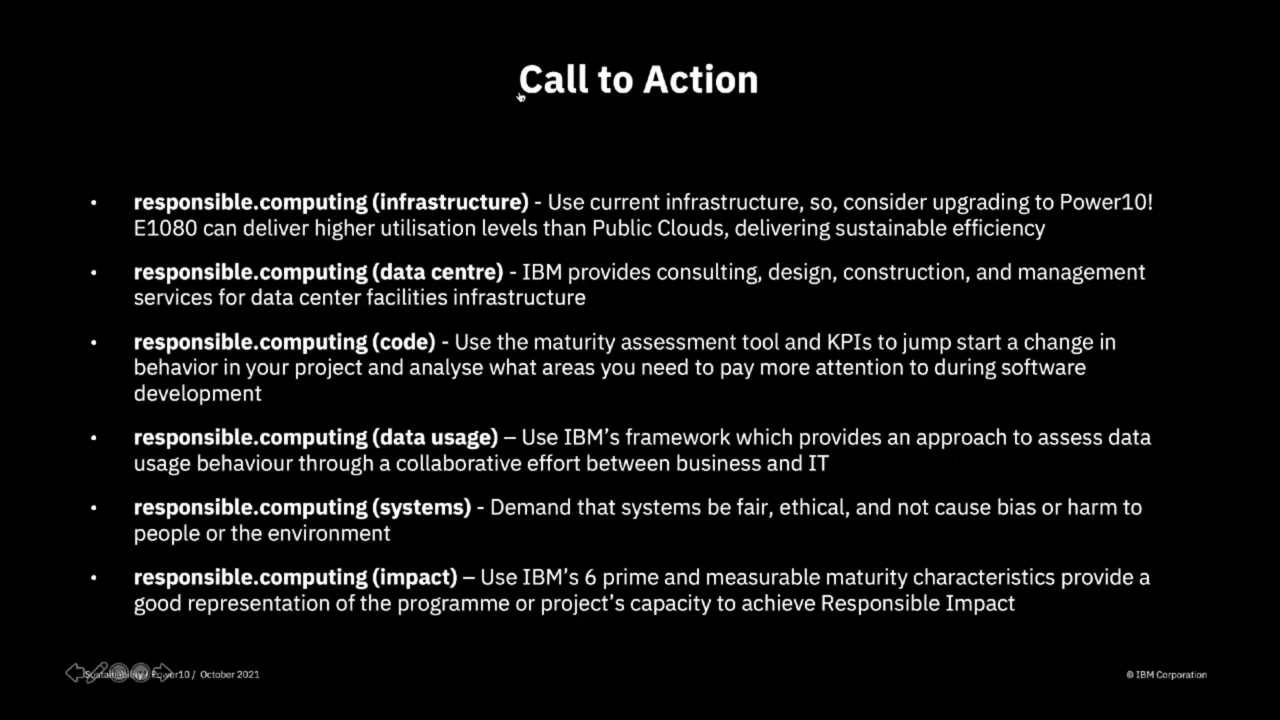 Call to Action
• responsible.computing (infrastructure) - Use current infrastructure, so, consider upgrading to Power10!
E1080 can deliver higher utilisation levels than Public Clouds, delivering sustainable efficiency
• responsible.computing (data centre) - IBM provides consulting, design, construction, and management
services for data center facilities infrastructure
• responsible.computing (code) - Use the maturity assessment tool and KPIs to jump start a change in
behavior in your project and analyse what areas you need to pay more attention to during software
development
• responsible.computing (data usage) – Use IBM’s framework which provides an approach to assess data
usage behaviour through a collaborative effort between business and IT
• responsible.computing (systems) - Demand that systems be fair, ethical, and not cause bias or harm to
people or the environment
• responsible.computing (impact) – Use IBM’s 6 prime and measurable maturity characteristics provide a
good representation of the programme or project’s capacity to achieve Responsible Impact
Sustainability / Power10 / October 2021
© IBM Corporation